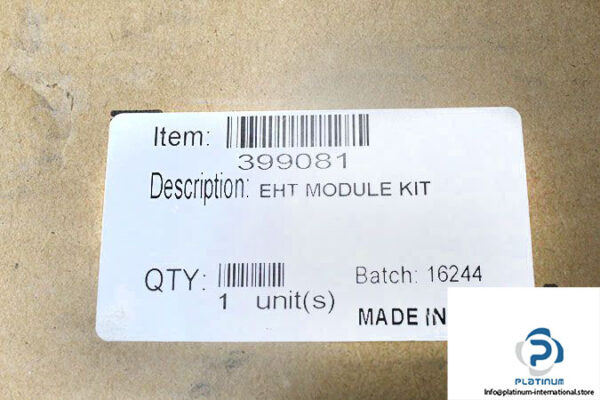 Item:
399081
Description: EHT MODULE KIT
QTY:
1 unit(s)
Batch: 16244
MADE IN
PLATINUM
Info@platinum-international.store